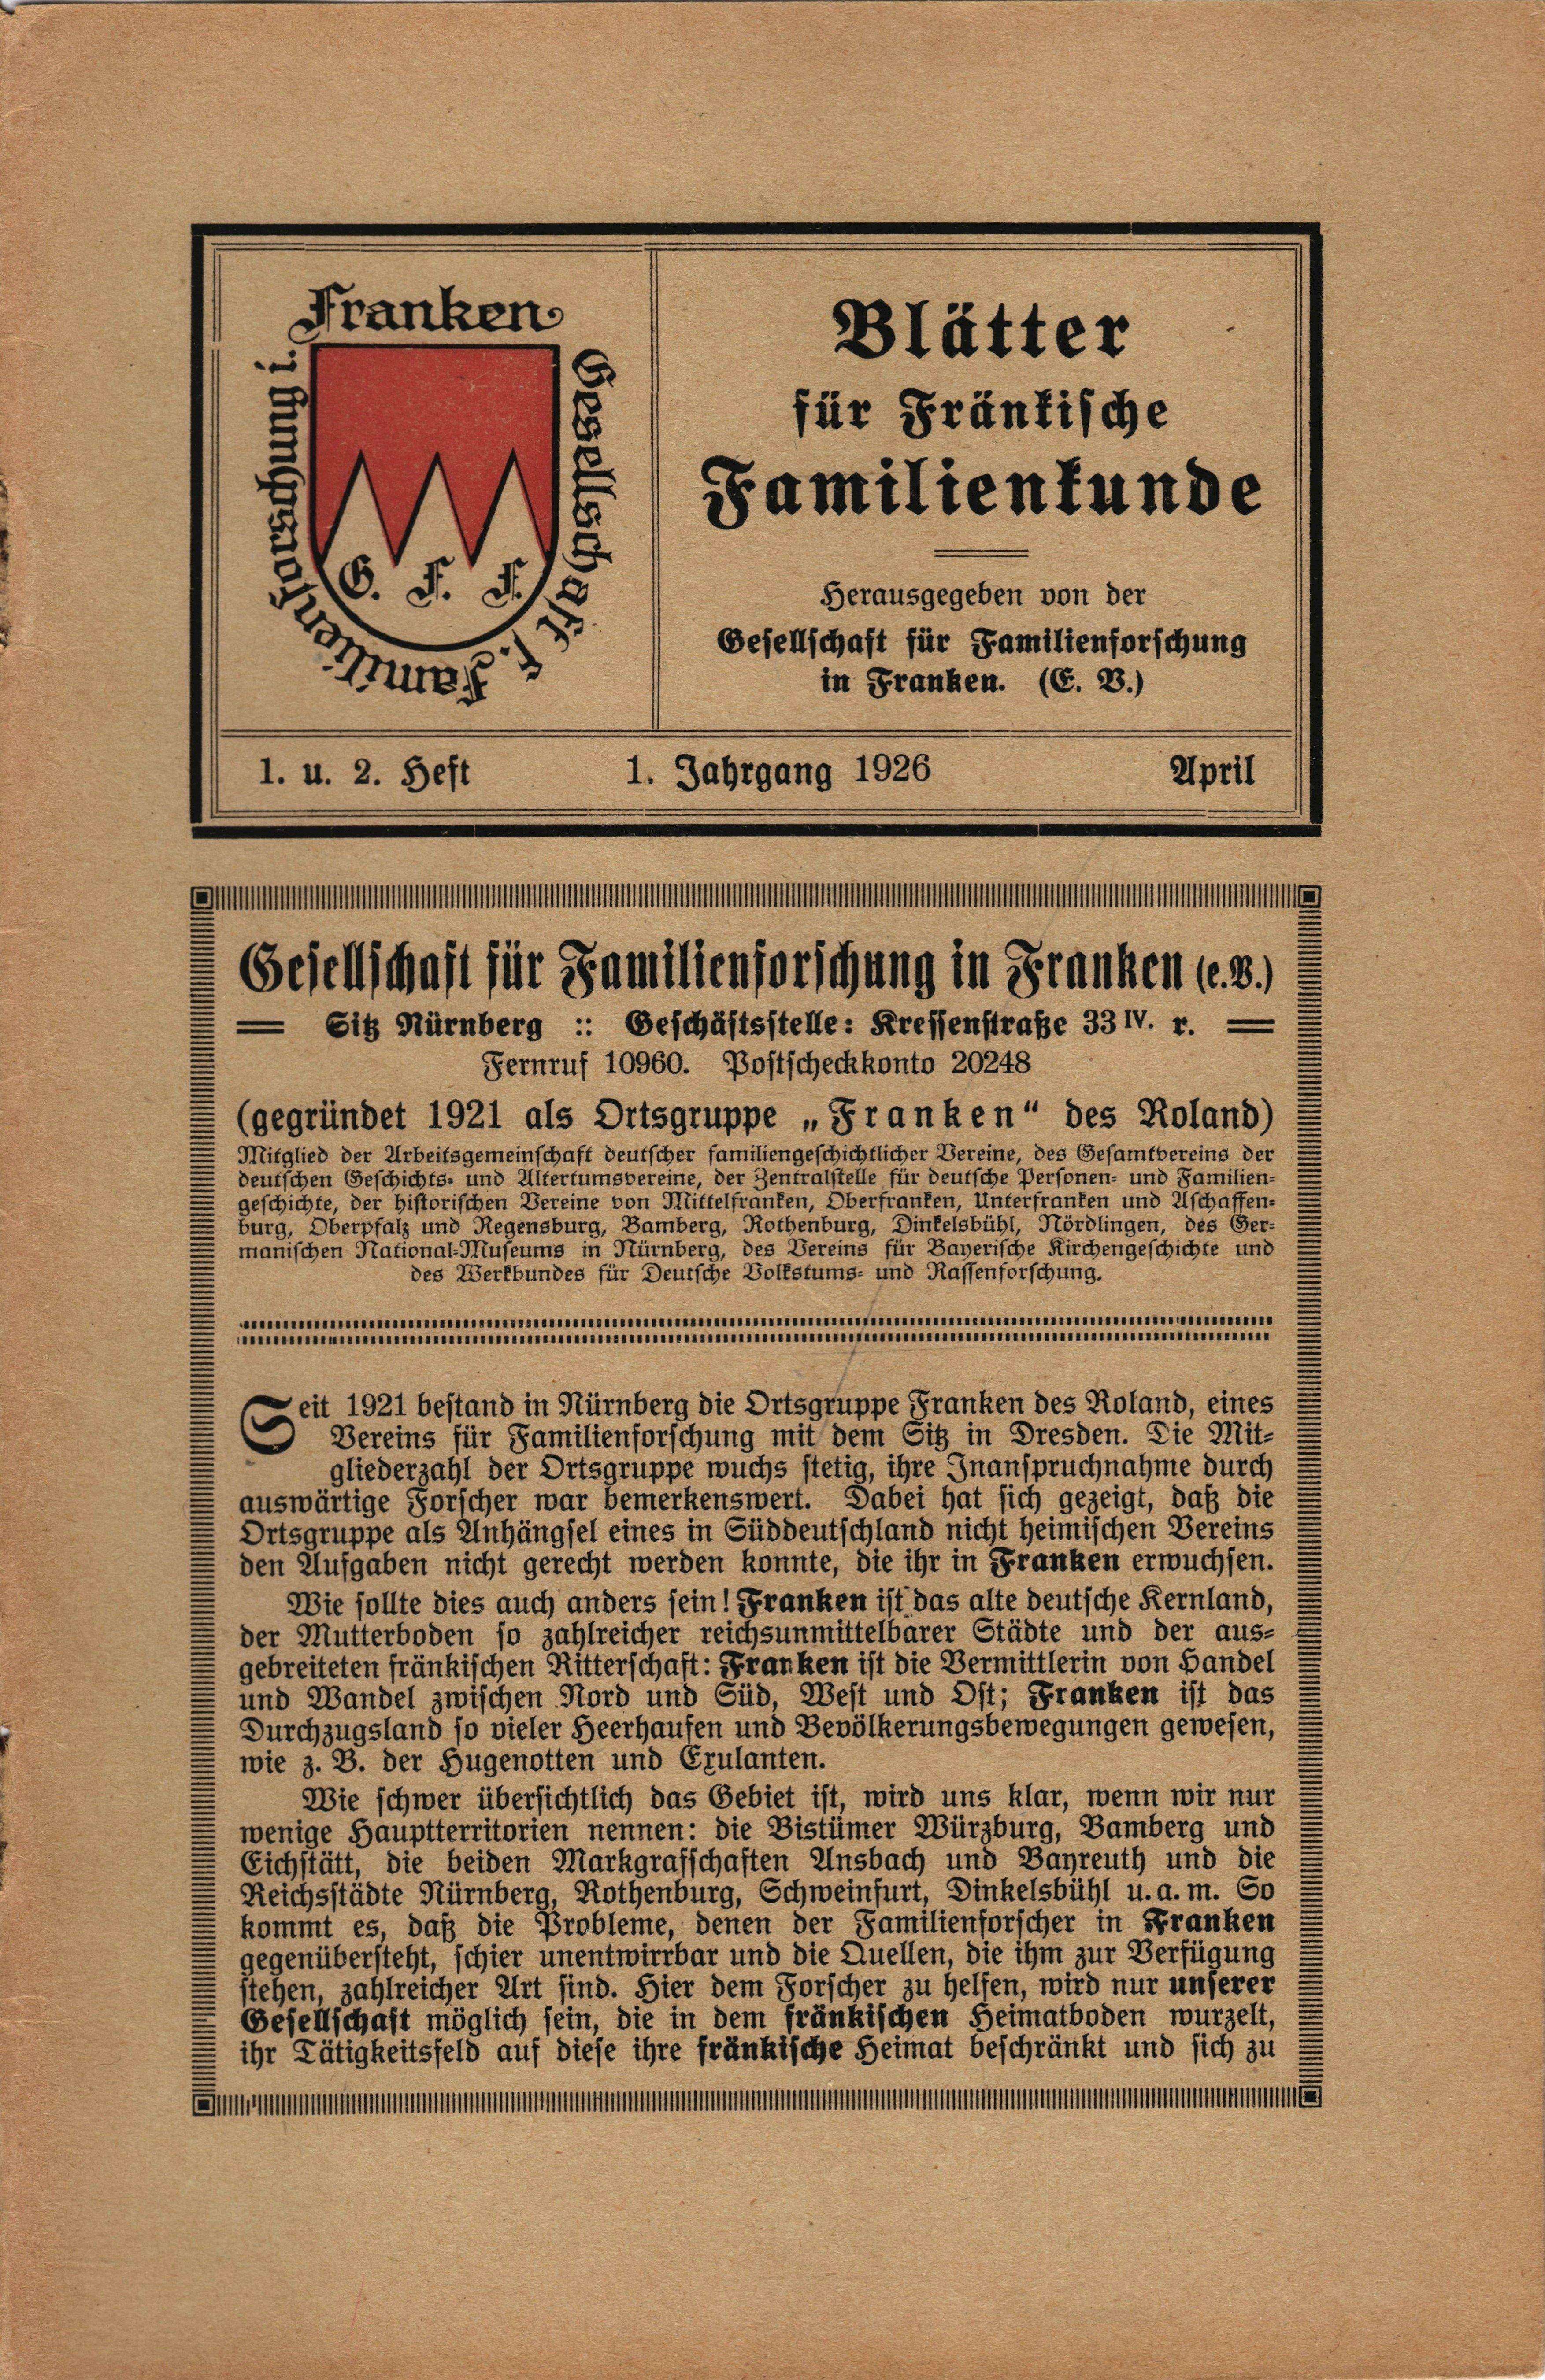 Franken
Gesellschaft f.
Familienforschung i.
G. F. F.
Blätter
für Fränkische
Familienkunde
Herausgegeben von der
Gesellschaft für Familienforschung
in Franken. (E. V.)
1. u. 2. Heft 1. Jahrgang 1926 April
Gesellschaft für Familienforschung in Franken (e.V.)
Sitz Nürnberg :: Geschäftsstelle: Kressenstraße 33 IV. r.
Fernruf 10960. Postscheckkonto 20248
(gegründet 1921 als Ortsgruppe „Franken“ des Roland)
Mitglied der Arbeitsgemeinschaft deutscher familiengeschichtlicher Vereine, des Gesamtvereins der
deutschen Geschichts- und Altertumsvereine, der Zentralstelle für deutsche Personen- und Familien-
geschichte, der historischen Vereine von Mittelfranken, Oberfranken, Unterfranken und Aschaffen-
burg, Oberpfalz und Regensburg, Bamberg, Rothenburg, Dinkelsbühl, Nördlingen, des Ger-
manischen National-Museums in Nürnberg, des Vereins für Bayerische Kirchengeschichte und
des Werkbundes für Deutsche Volkstums- und Rassenforschung.
Seit 1921 bestand in Nürnberg die Ortsgruppe Franken des Roland, eines
Vereins für Familienforschung mit dem Sitz in Dresden. Die Mit-
gliederzahl der Ortsgruppe wuchs stetig, ihre Inanspruchnahme durch
auswärtige Forscher war bemerkenswert. Dabei hat sich gezeigt, daß die
Ortsgruppe als Anhängsel eines in Süddeutschland nicht heimischen Vereins
den Aufgaben nicht gerecht werden konnte, die ihr in Franken erwuchsen.
Wie sollte dies auch anders sein! Franken ist das alte deutsche Kernland,
der Mutterboden so zahlreicher reichsunmittelbarer Städte und der aus-
gebreiteten fränkischen Ritterschaft: Franken ist die Vermittlerin von Handel
und Wandel zwischen Nord und Süd, West und Ost; Franken ist das
Durchzugsland so vieler Heerhaufen und Bevölkerungsbewegungen gewesen,
wie z. B. der Hugenotten und Exulanten.
Wie schwer übersichtlich das Gebiet ist, wird uns klar, wenn wir nur
wenige Hauptterritorien nennen: die Bistümer Würzburg, Bamberg und
Eichstätt, die beiden Markgrafschaften Ansbach und Bayreuth und die
Reichsstädte Nürnberg, Rothenburg, Schweinfurt, Dinkelsbühl u. a. m. So
kommt es, daß die Probleme, denen der Familienforscher in Franken
gegenübersteht, schier unentwirrbar und die Quellen, die ihm zur Verfügung
stehen, zahlreicher Art sind. Hier dem Forscher zu helfen, wird nur unserer
Gesellschaft möglich sein, die in dem fränkischen Heimatboden wurzelt,
ihr Tätigkeitsfeld auf diese ihre fränkische Heimat beschränkt und sich zu